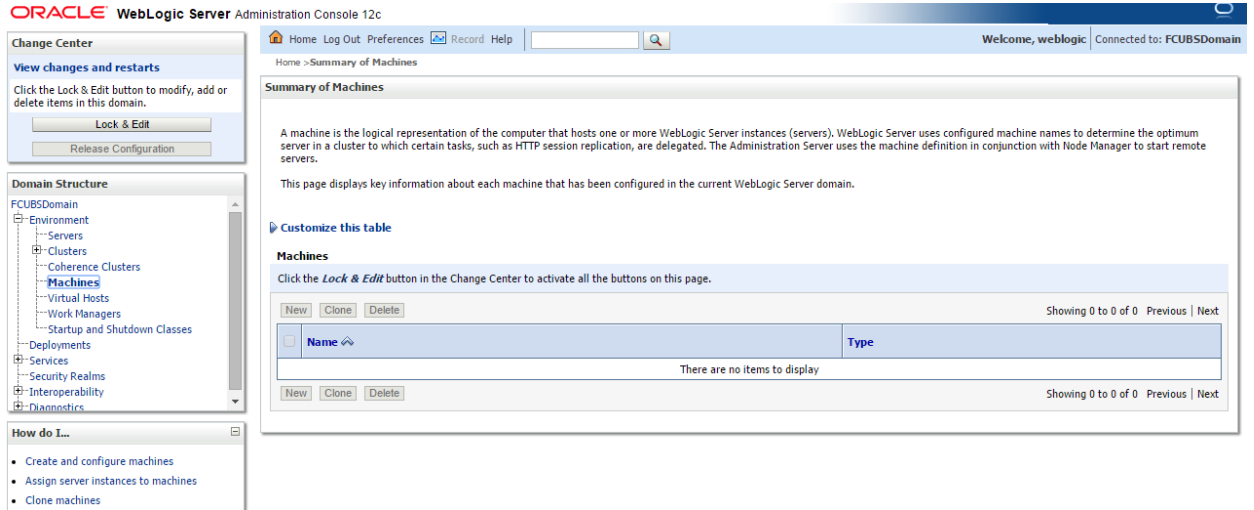 ORACLE WebLogic Server Administration Console 12c
Change Center
View changes and restarts
Click the Lock & Edit button to modify, add or
delete items in this domain.
Lock & Edit
Release Configuration
Domain Structure
FCUBSDomain
Environment
Servers
Clusters
Coherence Clusters
Machines
Virtual Hosts
Work Managers
Startup and Shutdown Classes
Deployments
Services
Security Realms
Interoperability
Diagnostics
How do I...
Create and configure machines
Assign server instances to machines
Clone machines
Home Log Out Preferences Record Help
Welcome, weblogic Connected to: FCUBSDomain
Home >Summary of Machines
Summary of Machines
A machine is the logical representation of the computer that hosts one or more WebLogic Server instances (servers). WebLogic Server uses configured machine names to determine the optimum
server in a cluster to which certain tasks, such as HTTP session replication, are delegated. The Administration Server uses the machine definition in conjunction with Node Manager to start remote
servers.
This page displays key information about each machine that has been configured in the current WebLogic Server domain.
Customize this table
Machines
Click the Lock & Edit button in the Change Center to activate all the buttons on this page.
New Clone Delete Showing 0 to 0 of 0 Previous | Next
Name Type
There are no items to display
New Clone Delete Showing 0 to 0 of 0 Previous | Next